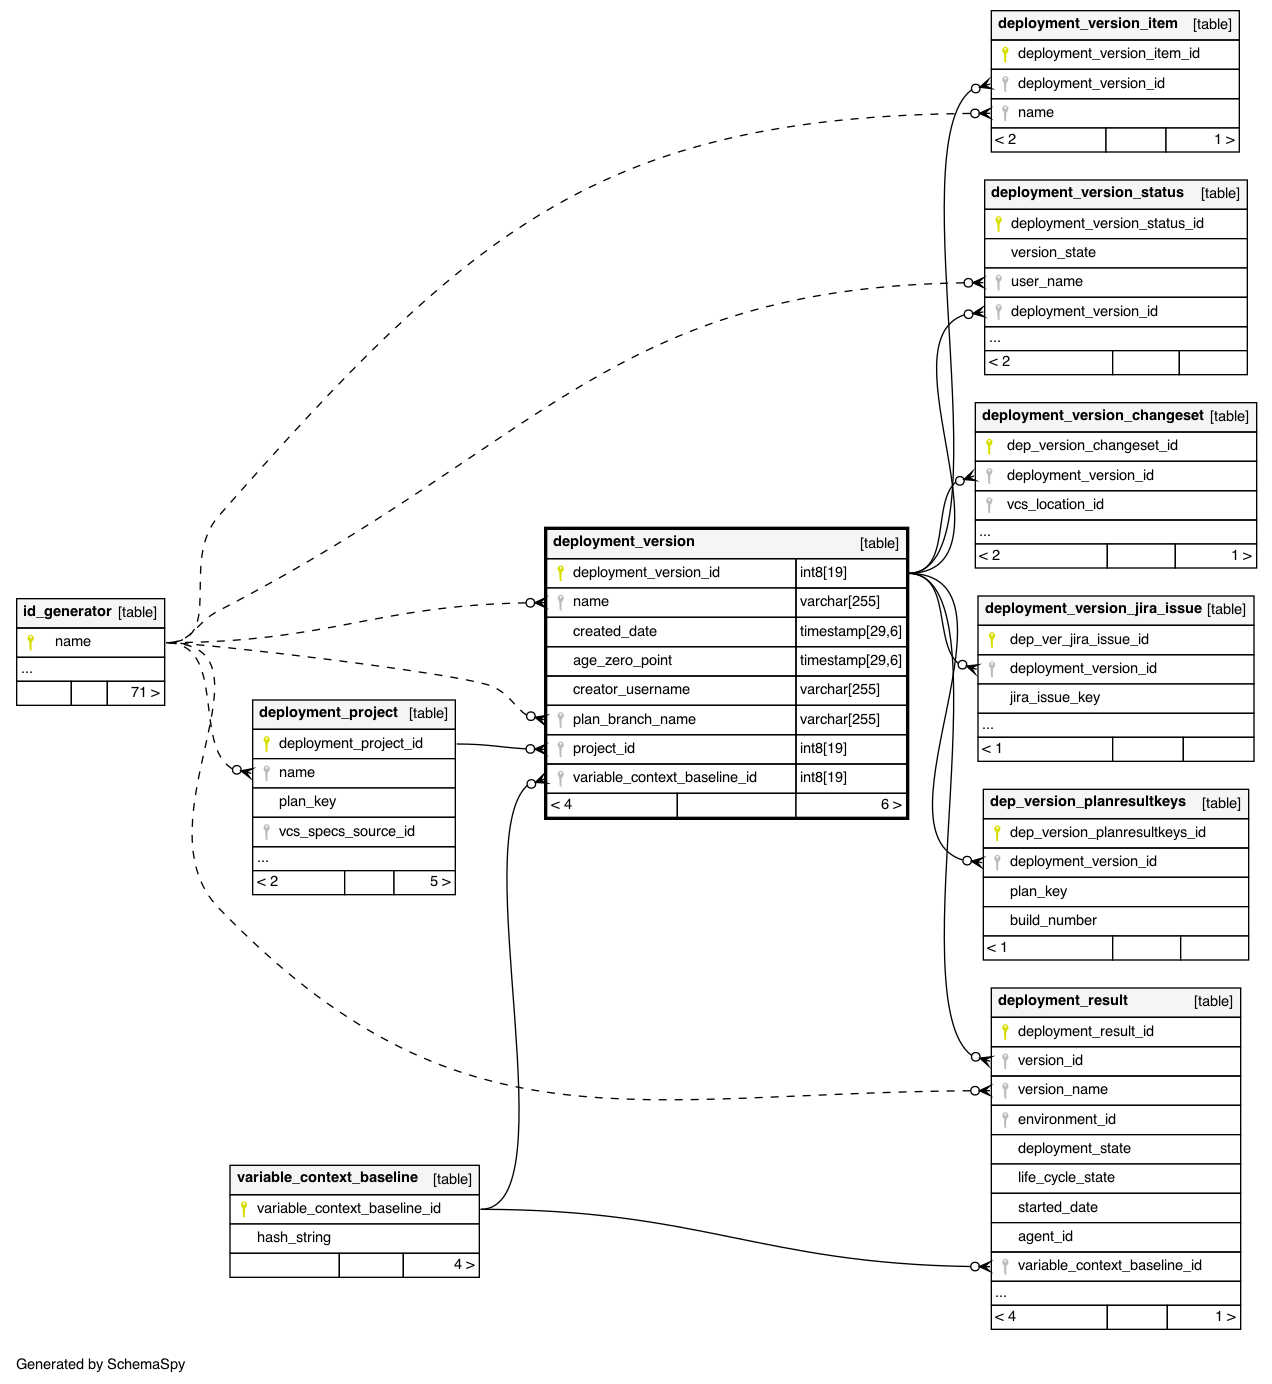 deployment_version_item [table]
deployment_version_item_id
deployment_version_id
name
< 2 1 >
deployment_version_status [table]
deployment_version_status_id
version_state
user_name
deployment_version_id
...
< 2
deployment_version_changeset [table]
dep_version_changeset_id
deployment_version_id
vcs_location_id
...
< 2 1 >
deployment_version [table]
deployment_version_id int8[19]
name varchar[255]
created_date timestamp[29,6]
age_zero_point timestamp[29,6]
creator_username varchar[255]
plan_branch_name varchar[255]
project_id int8[19]
variable_context_baseline_id int8[19]
< 4 6 >
id_generator [table]
name
...
71 >
deployment_version_jira_issue [table]
dep_ver_jira_issue_id
deployment_version_id
jira_issue_key
...
< 1
deployment_project [table]
deployment_project_id
name
plan_key
vcs_specs_source_id
...
< 2 5 >
dep_version_planresultkeys [table]
dep_version_planresultkeys_id
deployment_version_id
plan_key
build_number
< 1
deployment_result [table]
deployment_result_id
version_id
version_name
environment_id
deployment_state
life_cycle_state
started_date
agent_id
variable_context_baseline_id
...
< 4 1 >
variable_context_baseline [table]
variable_context_baseline_id
hash_string
4 >
Generated by SchemaSpy